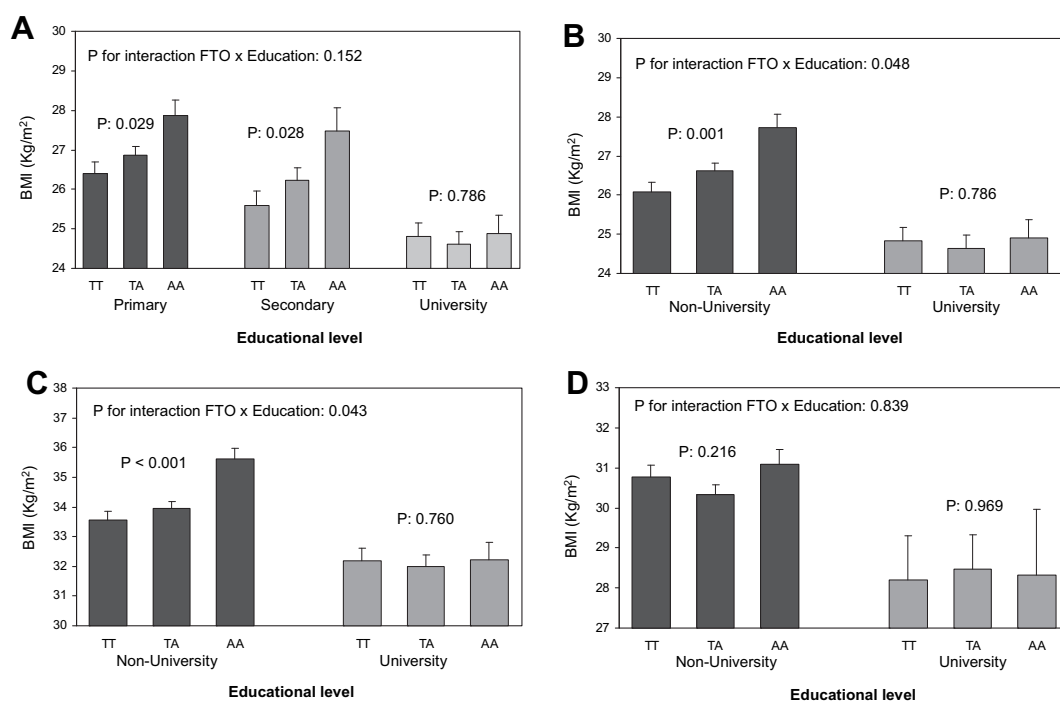 A
30
P for interaction FTO x Education: 0.152
29
28
27
26
25
24
BMI (Kg/m²)
P: 0.029
P: 0.028
P: 0.786
TT TA AA TT TA AA TT TA AA
Primary Secondary University
Educational level
B
30
P for interaction FTO x Education: 0.048
29
28
27
26
25
24
BMI (Kg/m²)
P: 0.001
P: 0.786
TT TA AA TT TA AA
Non-University University
Educational level
C
38
P for interaction FTO x Education: 0.043
37
36
35
34
33
32
31
30
BMI (Kg/m²)
P < 0.001
P: 0.760
TT TA AA TT TA AA
Non-University University
Educational level
D
33
P for interaction FTO x Education: 0.839
32
31
30
29
28
27
BMI (Kg/m²)
P: 0.216
P: 0.969
TT TA AA TT TA AA
Non-University University
Educational level